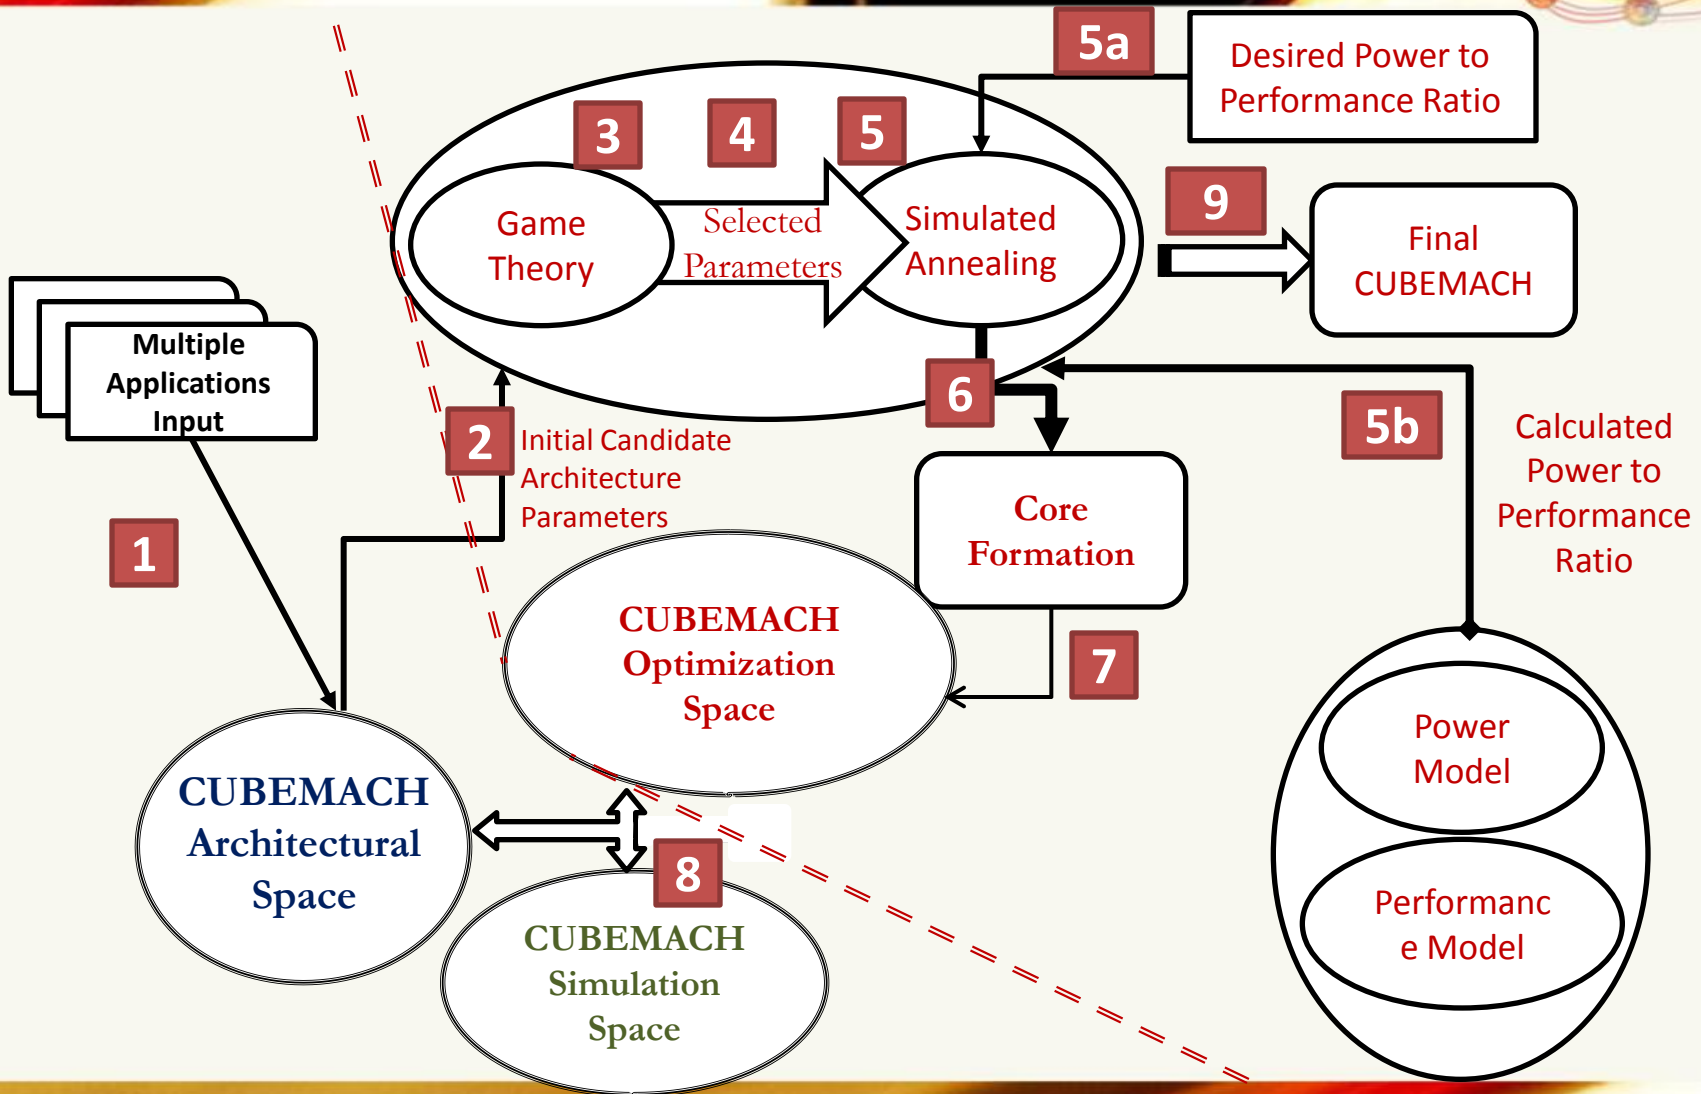 5a
Desired Power to
Performance Ratio
3
4
5
Game
Theory
Selected
Parameters
Simulated
Annealing
9
Final
CUBEMACH
Multiple
Applications
Input
2
Initial Candidate
Architecture
Parameters
6
5b
Calculated
Power to
Performance
Ratio
1
Core
Formation
CUBEMACH
Optimization
Space
7
Power
Model
Performanc
e Model
CUBEMACH
Architectural
Space
8
CUBEMACH
Simulation
Space